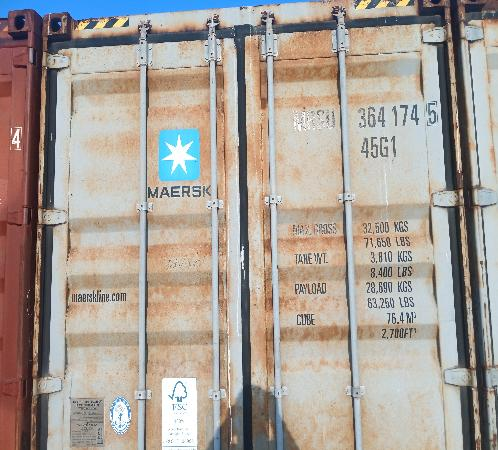 4
MAERSK
maerskline.com
FSC
MRSU 364 174 5
45G1
MAX. GROSS 32,500 KGS
71,650 LBS
TARE WT. 3,810 KGS
8,400 LBS
PAYLOAD 28,690 KGS
63,250 LBS
CUBE 76.4 M³
2,700 FT³